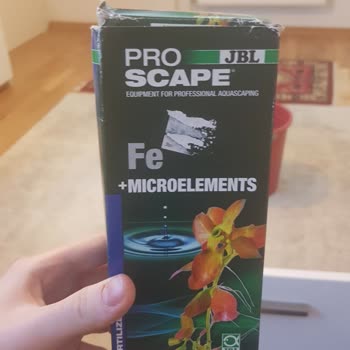 PRO
JBL
SCAPE
EQUIPMENT FOR PROFESSIONAL AQUASCAPING
Fe
+MICROELEMENTS